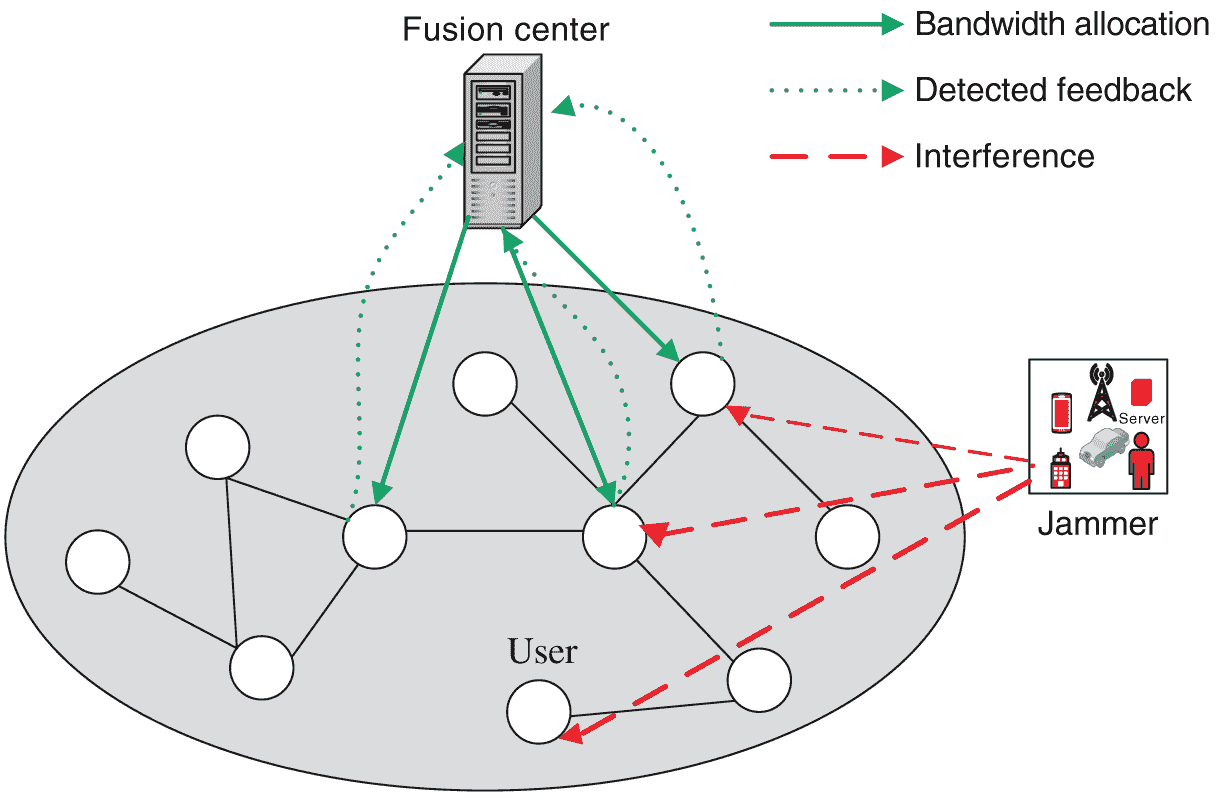 Fusion center
Bandwidth allocation
Detected feedback
Interference
Server
Jammer
User